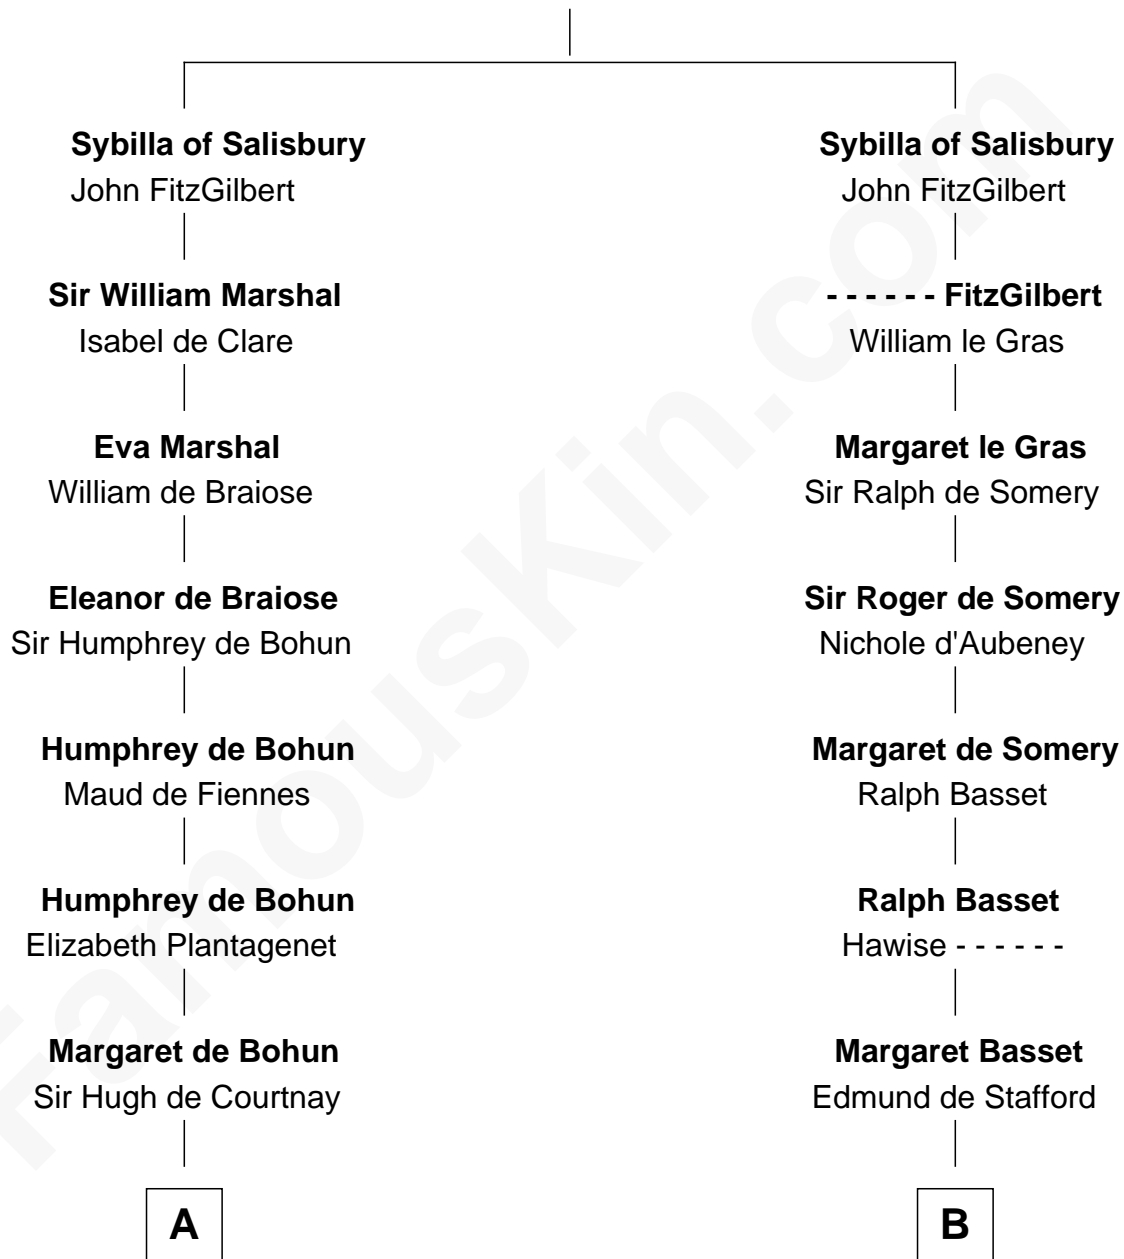 Sybilla of Salisbury
John FitzGilbert
Sir William Marshal
Isabel de Clare
Eva Marshal
William de Braiose
Eleanor de Braiose
Sir Humphrey de Bohun
Humphrey de Bohun
Maud de Fiennes
Humphrey de Bohun
Elizabeth Plantagenet
Margaret de Bohun
Sir Hugh de Courtnay
A
Sybilla of Salisbury
John FitzGilbert
- - - - - - FitzGilbert
William le Gras
Margaret le Gras
Sir Ralph de Somery
Sir Roger de Somery
Nichole d'Aubeney
Margaret de Somery
Ralph Basset
Ralph Basset
Hawise - - - - - -
Margaret Basset
Edmund de Stafford
B
FamousKin.com